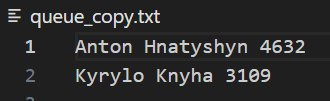 queue_copy.txt
1 Anton Hnatyshyn 4632
2 Kyrylo Knyha 3109